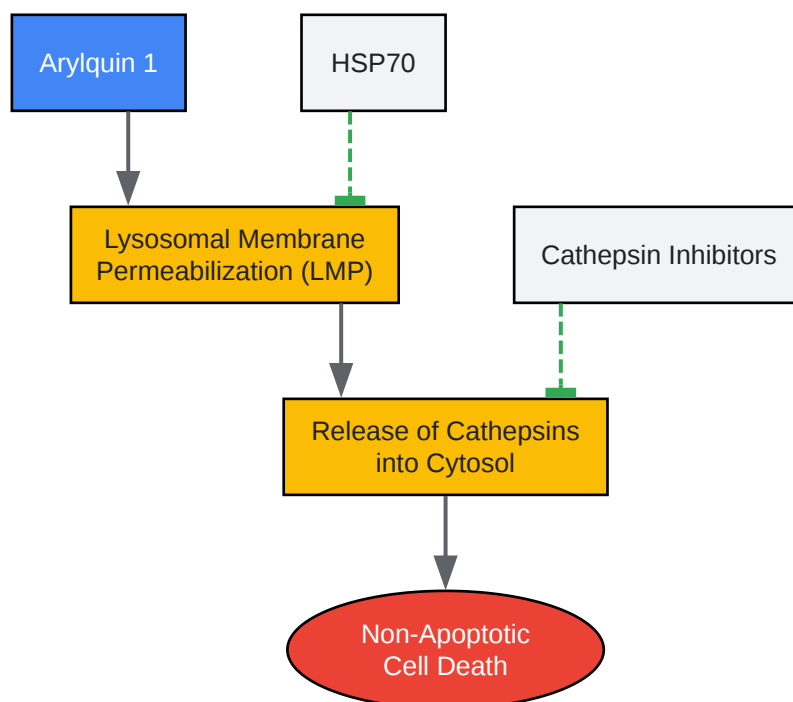 Arylquin 1
HSP70
Lysosomal Membrane
Permeabilization (LMP)
Cathepsin Inhibitors
Release of Cathepsins
into Cytosol
Non-Apoptotic
Cell Death